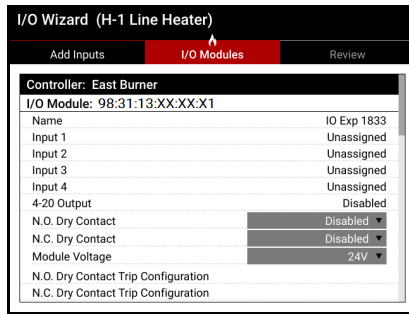 I/O Wizard (H-1 Line Heater)
Add Inputs I/O Modules Review
Controller: East Burner
I/O Module: 98:31:13:XX:XX:X1
Name IO Exp 1833
Input 1 Unassigned
Input 2 Unassigned
Input 3 Unassigned
Input 4 Unassigned
4-20 Output Disabled
N.O. Dry Contact Disabled
N.C. Dry Contact Disabled
Module Voltage 24V
N.O. Dry Contact Trip Configuration
N.C. Dry Contact Trip Configuration